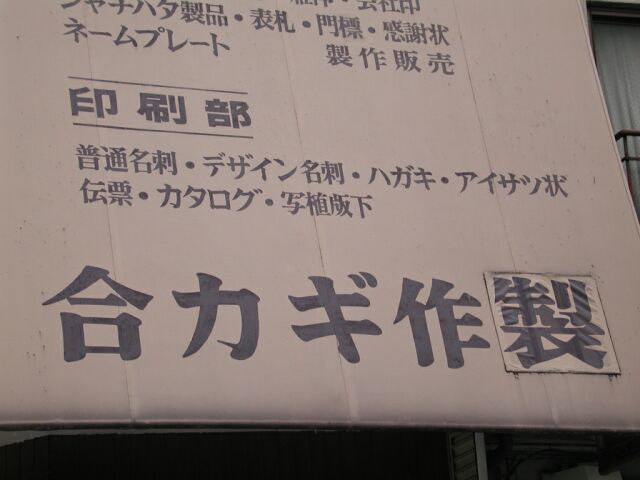 シャチハタ製品・表札・門標・感謝状
ネームプレート 製作販売
印刷部
普通名刺・デザイン名刺・ハガキ・アイサツ状
伝票・カタログ・写植版下
合カギ作製